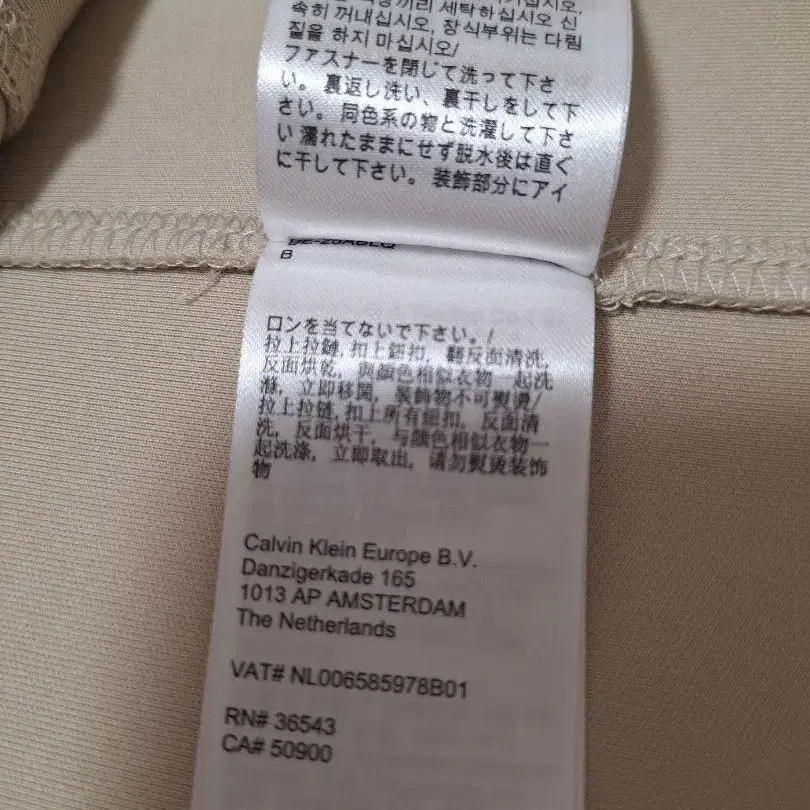 속히 꺼내십시오, 장식부위는 다림
질을 하지 마십시오/
ファスナーを閉じて洗って下さ
い。裏返し洗い、裏干しをして下
さい。同色系の物と洗濯して下さ
い 濡れたままにせず脱水後は直ぐ
に干して下さい。装飾部分にアイ
B
ロンを当てないで下さい。/
拉上拉鏈, 扣上鈕扣, 翻反面清洗,
反面烘乾, 與顏色相似衣物一起洗
滌, 立即移開, 裝飾物不可熨燙/
拉上拉链, 扣上所有纽扣, 反面清
洗, 反面烘干, 与颜色相似衣物一
起洗涤, 立即取出, 请勿熨烫装饰
物
Calvin Klein Europe B.V.
Danzigerkade 165
1013 AP AMSTERDAM
The Netherlands
VAT# NL006585978B01
RN# 36543
CA# 50900